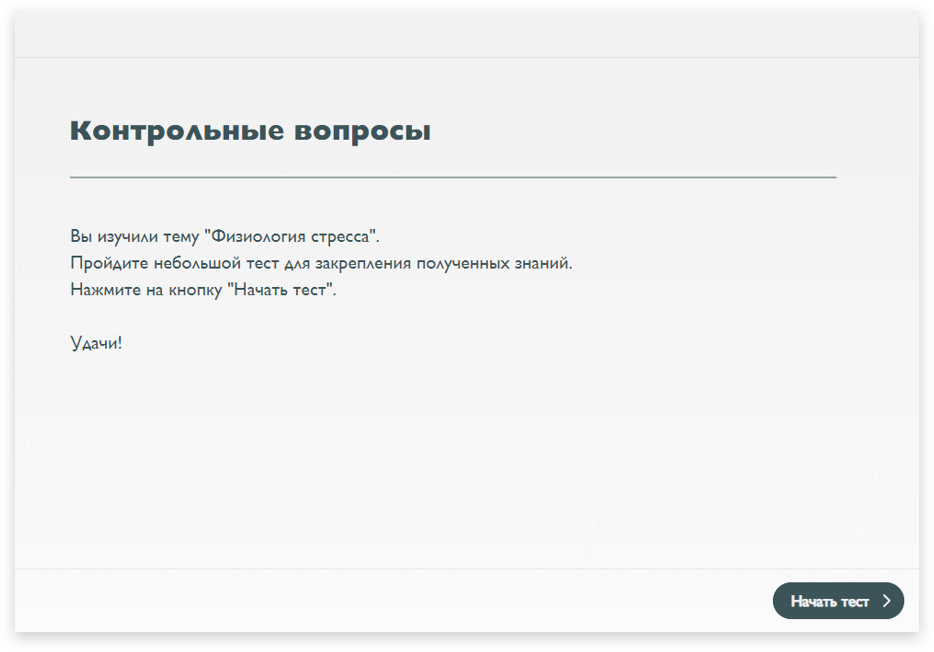 Контрольные вопросы
Вы изучили тему "Физиология стресса".
Пройдите небольшой тест для закрепления полученных знаний.
Нажмите на кнопку "Начать тест".
Удачи!
Начать тест